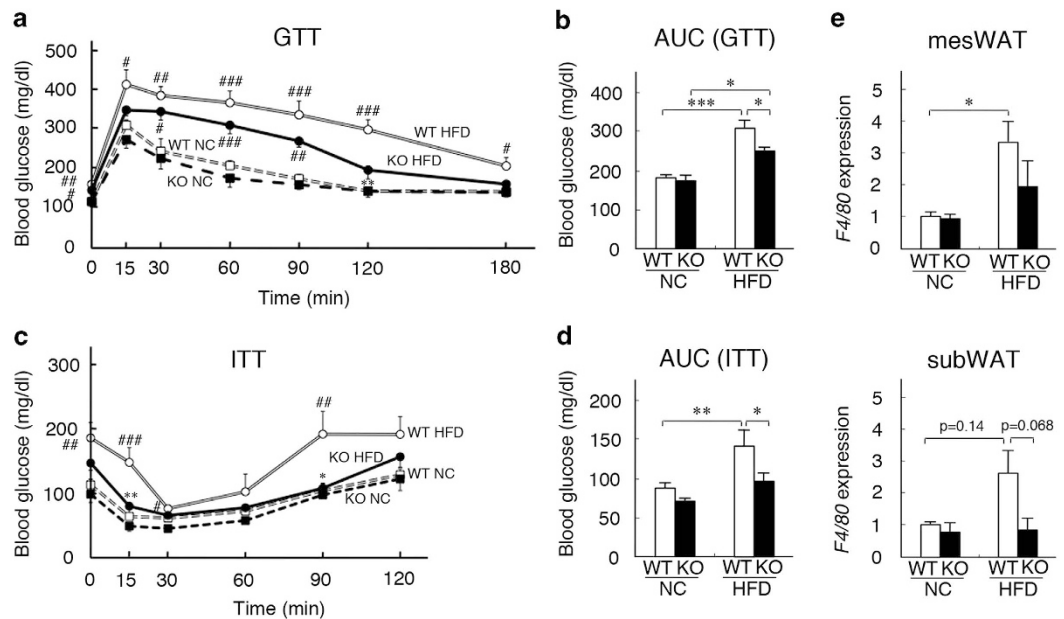 a
GTT
Blood glucose (mg/dl)
500
400
300
200
100
0
#
##
###
###
###
#
#
###
##
**
##
#
WT HFD
KO HFD
WT NC
KO NC
0 15 30 60 90 120 180
Time (min)
b
AUC (GTT)
Blood glucose (mg/dl)
400
300
200
100
0
*
***
*
WT KO WT KO
NC HFD
e
mesWAT
F4/80 expression
5
4
3
2
1
0
*
WT KO WT KO
NC HFD
c
ITT
Blood glucose (mg/dl)
300
200
100
0
##
###
##
**
#
*
WT HFD
KO HFD
WT NC
KO NC
0 15 30 60 90 120
Time (min)
d
AUC (ITT)
Blood glucose (mg/dl)
200
150
100
50
0
**
*
WT KO WT KO
NC HFD
subWAT
F4/80 expression
5
4
3
2
1
0
p=0.14
p=0.068
WT KO WT KO
NC HFD